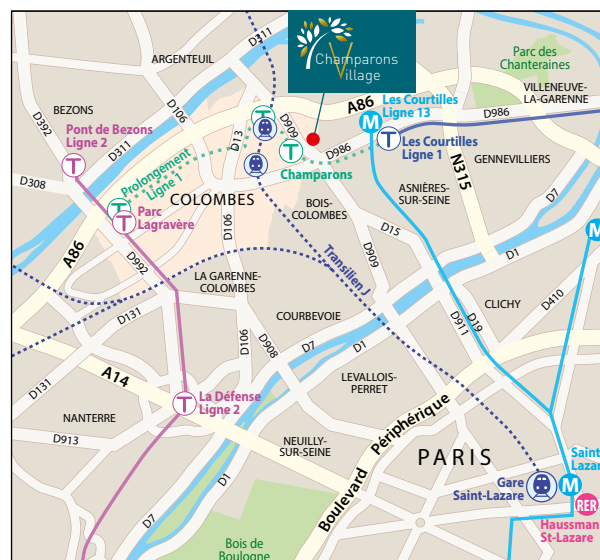 Champarons
Village
D311
ARGENTEUIL
Parc des
Chanteraines
VILLENEUVE-
LA-GARENNE
BEZONS
D392
D106
A86
Les Courtilles
Ligne 13
D986
Pont de Bezons
Ligne 2
D311
D13
D909
M
T
T
D986
Les Courtilles
Ligne 1
N315
GENNEVILLIERS
T
T
Champarons
D308
Prolongement
Ligne 1
T
T
Parc
Lagravère
COLOMBES
BOIS-
COLOMBES
ASNIÈRES-
SUR-SEINE
D7
A86
D106
D15
M
D992
Transilien J
D909
D1
LA GARENNE-
COLOMBES
CLICHY
D410
D131
COURBEVOIE
D19
D911
D106
D908
D7
D1
D131
A14
LEVALLOIS-
PERRET
La Défense
Ligne 2
T
NANTERRE
Périphérique
Boulevard
D913
NEUILLY-
SUR-SEINE
PARIS
Saint
Lazar
D1
Gare
Saint-Lazare
M
RER
Haussman
St-Lazare
D7
Bois de
Boulogne